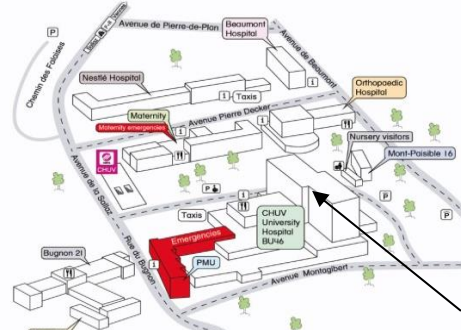 Avenue de Pierre-de-Plan
Beaumont
Hospital
Avenue de Beaumont
P
Chemin des Falaises
Nestlé Hospital
i
Taxis
Orthopaedic
Hospital
Maternity
Maternity emergencies
i
Avenue Pierre Decker
i
Nursery visitors
Mont-Paisible 16
CHUV
Avenue de la Sallaz
P
i
P
P
Taxis
CHUV
University
Hospital
BU46
Emergencies
Bugnon 21
Rue du Bugnon
i
PMU
Avenue Montagibert